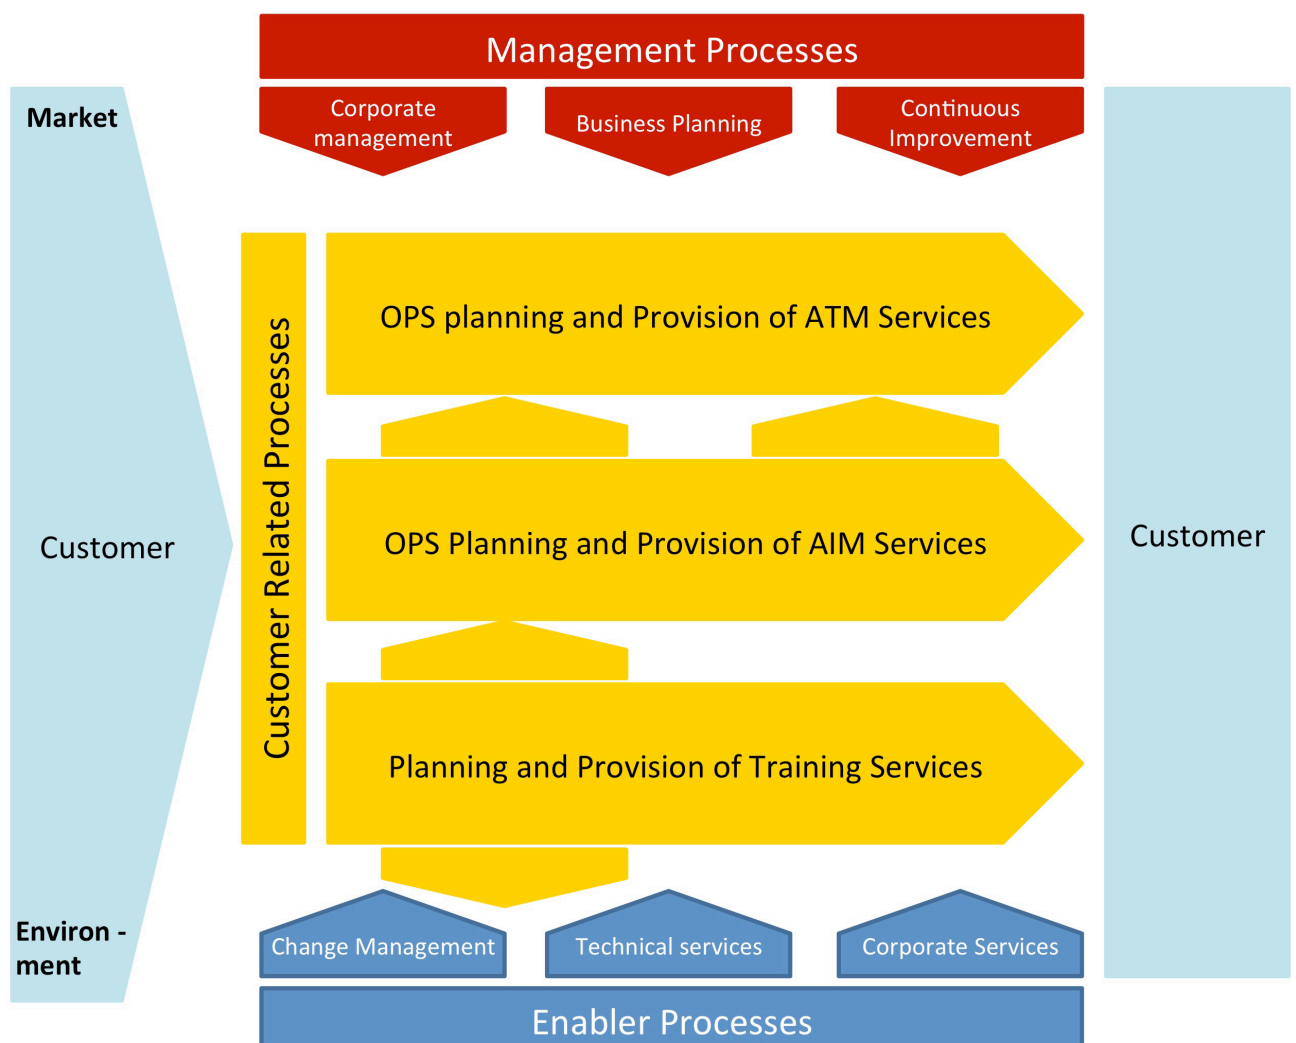 Management Processes
Market
Corporate
management
Business Planning
Continuous
Improvement
Customer Related Processes
OPS planning and Provision of ATM Services
Customer
OPS Planning and Provision of AIM Services
Customer
Planning and Provision of Training Services
Environ -
ment
Change Management
Technical services
Corporate Services
Enabler Processes